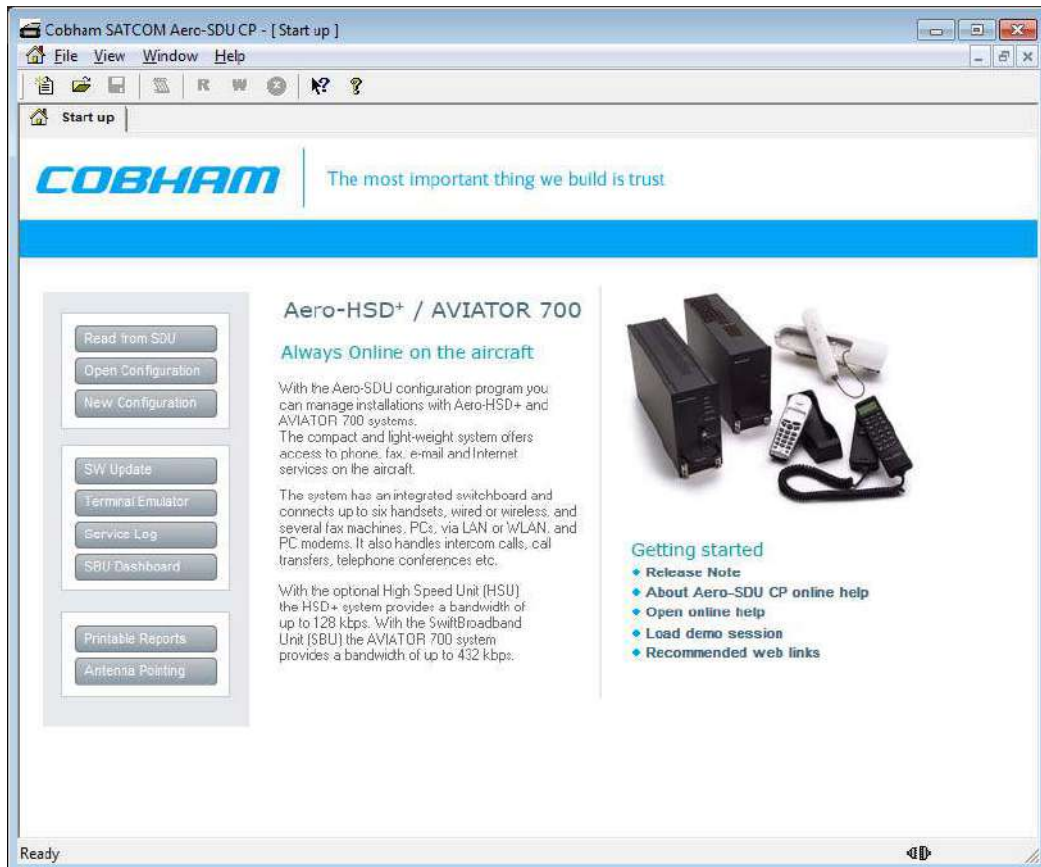 Cobham SATCOM Aero-SDU CP - [ Start up ]
File View Window Help
R W
Start up
COBHAM
The most important thing we build is trust
Read from SDU
Open Configuration
New Configuration
SW Update
Terminal Emulator
Service Log
SBU Dashboard
Printable Reports
Antenna Pointing
Aero-HSD+ / AVIATOR 700
Always Online on the aircraft
With the Aero-SDU configuration program you
can manage installations with Aero-HSD+ and
AVIATOR 700 systems.
The compact and light-weight system offers
access to phone, fax, e-mail and Internet
services on the aircraft.
The system has an integrated switchboard and
connects up to six handsets, wired or wireless, and
several fax machines, PCs, via LAN or WLAN, and
PC modems. It also handles intercom calls, call
transfers, telephone conferences etc.
With the optional High Speed Unit (HSU)
the HSD+ system provides a bandwidth of
up to 128 kbps. With the SwiftBroadband
Unit (SBU) the AVIATOR 700 system
provides a bandwidth of up to 432 kbps.
Getting started
Release Note
About Aero-SDU CP online help
Open online help
Load demo session
Recommended web links
Ready